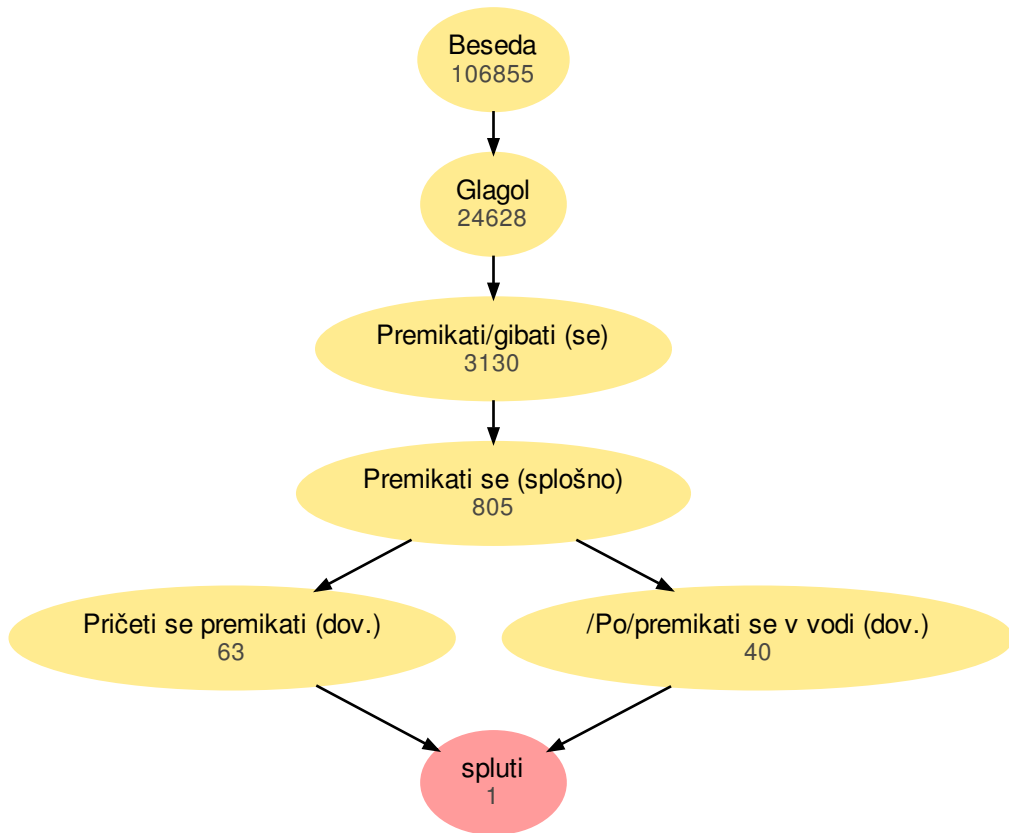 Beseda
106855
Glagol
24628
Premikati/gibati (se)
3130
Premikati se (splošno)
805
Pričeti se premikati (dov.)
63
/Po/premikati se v vodi (dov.)
40
spluti
1